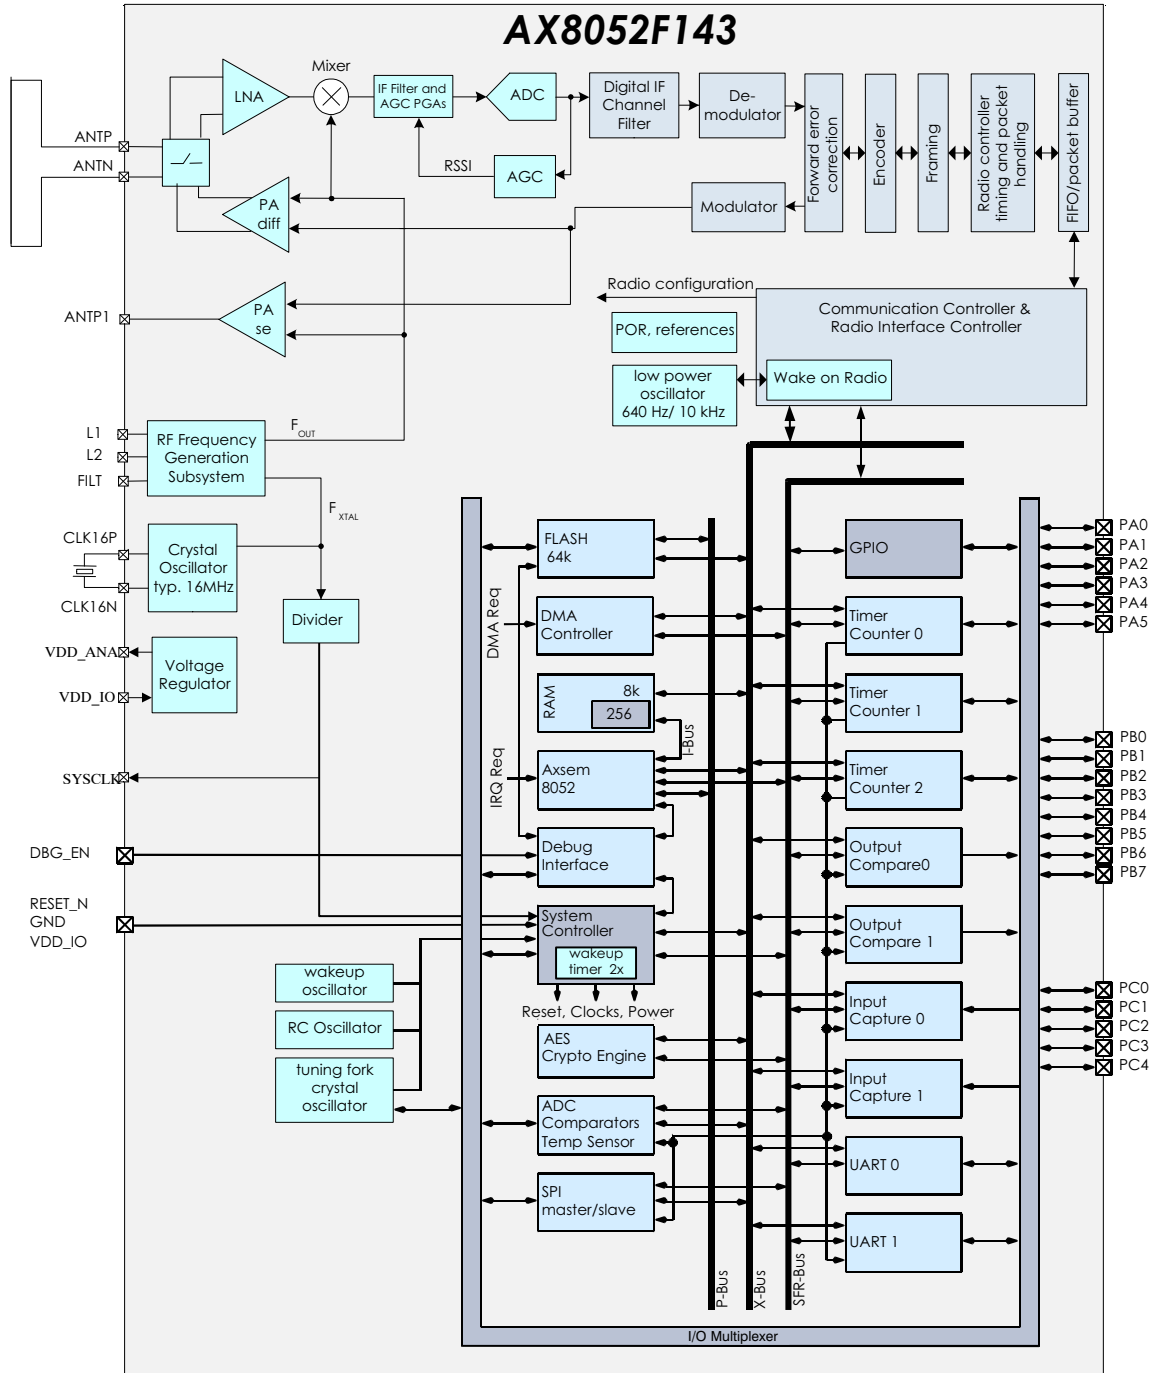 AX8052F143
Mixer
LNA
IF Filter and
AGC PGAs
ADC
Digital IF
Channel
Filter
De-
modulator
Forward error
correction
Encoder
Framing
Radio controller
timing and packet
handling
FIFO/packet buffer
ANTP
ANTN
RSSI
AGC
PA
diff
Modulator
ANTP1
PA
se
Radio configuration
Communication Controller &
Radio Interface Controller
POR, references
low power
oscillator
640 Hz/ 10 kHz
Wake on Radio
L1
L2
FILT
RF Frequency
Generation
Subsystem
FOUT
FXTAL
CLK16P
CLK16N
Crystal
Oscillator
typ. 16MHz
Divider
VDD_ANA
VDD_IO
Voltage
Regulator
SYSCLK
DBG_EN
RESET_N
GND
VDD_IO
wakeup
oscillator
RC Oscillator
tuning fork
crystal
oscillator
FLASH
64k
DMA Req
DMA
Controller
RAM
8k
256
I-Bus
IRQ Req
Axsem
8052
Debug
Interface
System
Controller
wakeup
timer 2x
Reset, Clocks, Power
AES
Crypto Engine
ADC
Comparators
Temp Sensor
SPI
master/slave
P-Bus
X-Bus
SFR-Bus
GPIO
Timer
Counter 0
Timer
Counter 1
Timer
Counter 2
Output
Compare0
Output
Compare 1
Input
Capture 0
Input
Capture 1
UART 0
UART 1
I/O Multiplexer
PA0
PA1
PA2
PA3
PA4
PA5
PB0
PB1
PB2
PB3
PB4
PB5
PB6
PB7
PC0
PC1
PC2
PC3
PC4